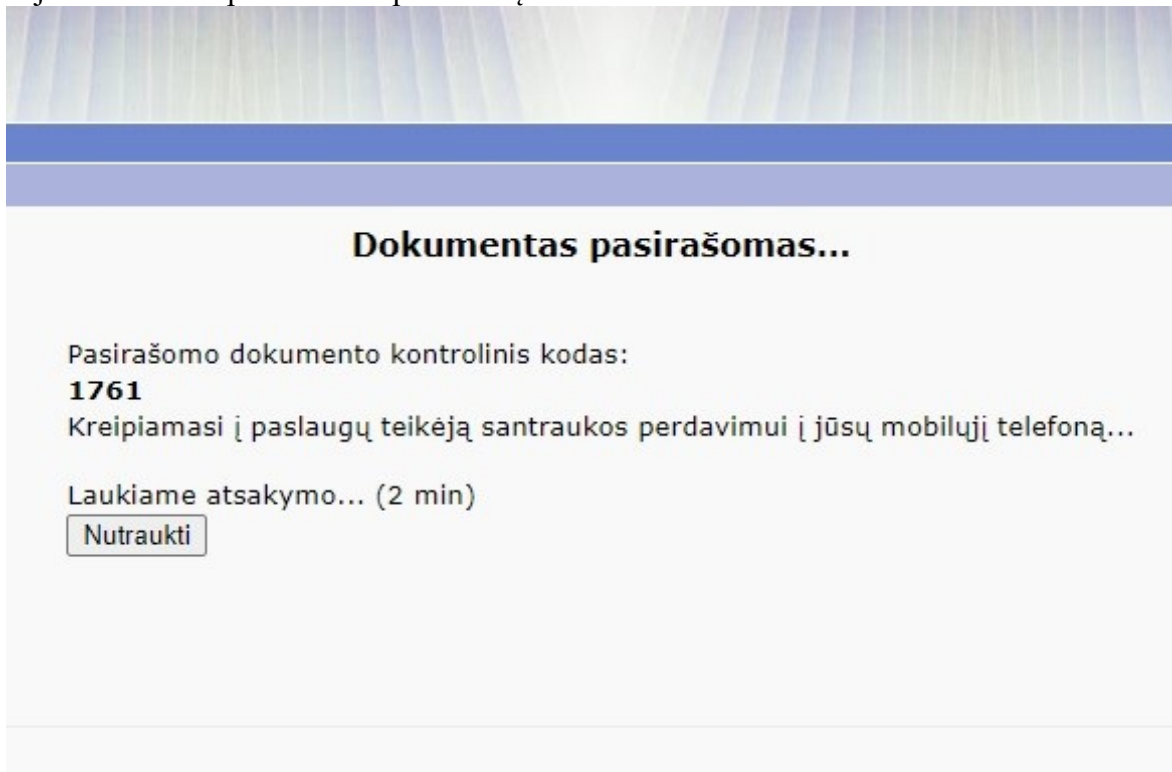 Dokumentas pasirašomas...
Pasirašomo dokumento kontrolinis kodas:
1761
Kreipiamasi į paslaugų teikėją santraukos perdavimui į jūsų mobilųjį telefoną...
Laukiame atsakymo... (2 min)
Nutraukti